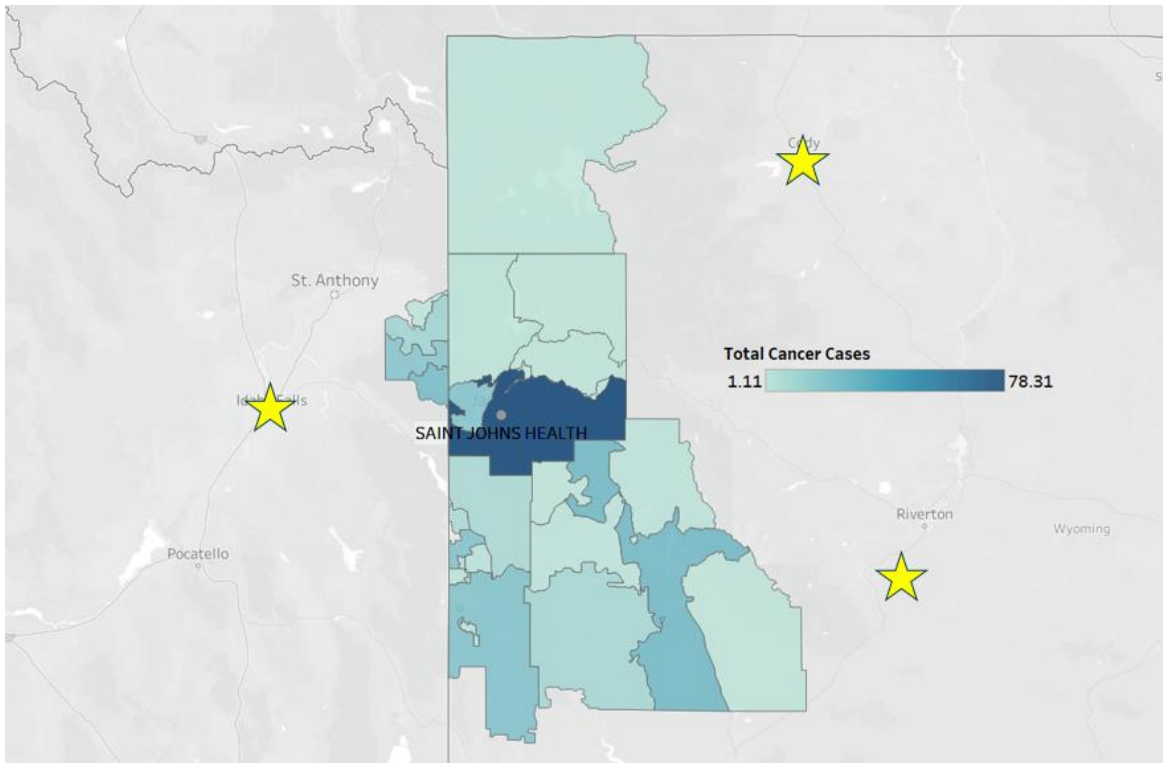 St. Anthony
Total Cancer Cases
1.11
78.31
SAINT JOHNS HEALTH
Riverton
Wyoming
Pocatello